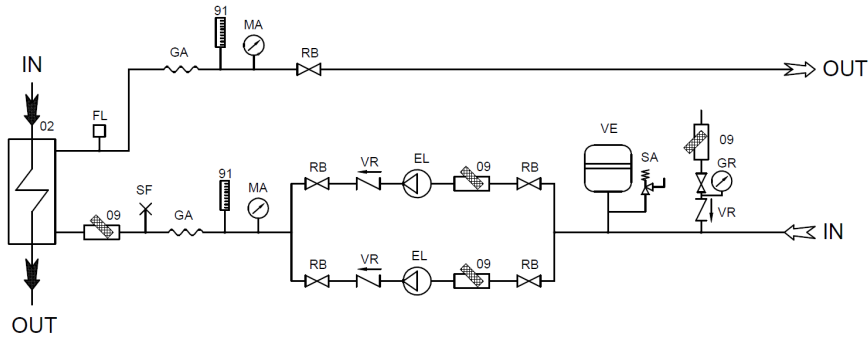 91
MA
GA
RB
IN
OUT
FL
02
09
VE
SA
GR
09
EL
VR
RB
RB
91
MA
SF
GA
09
VR
IN
RB
VR
EL
09
RB
OUT